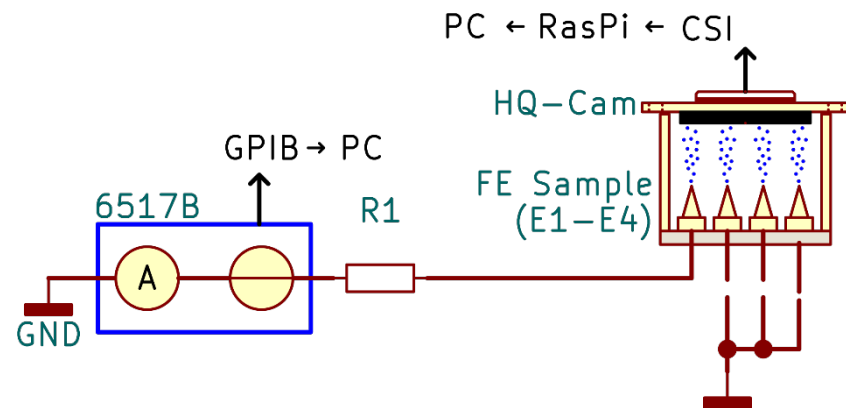 PC ← RasPi ← CSI
HQ-Cam
GPIB→ PC
FE Sample
(E1-E4)
6517B
R1
A
GND